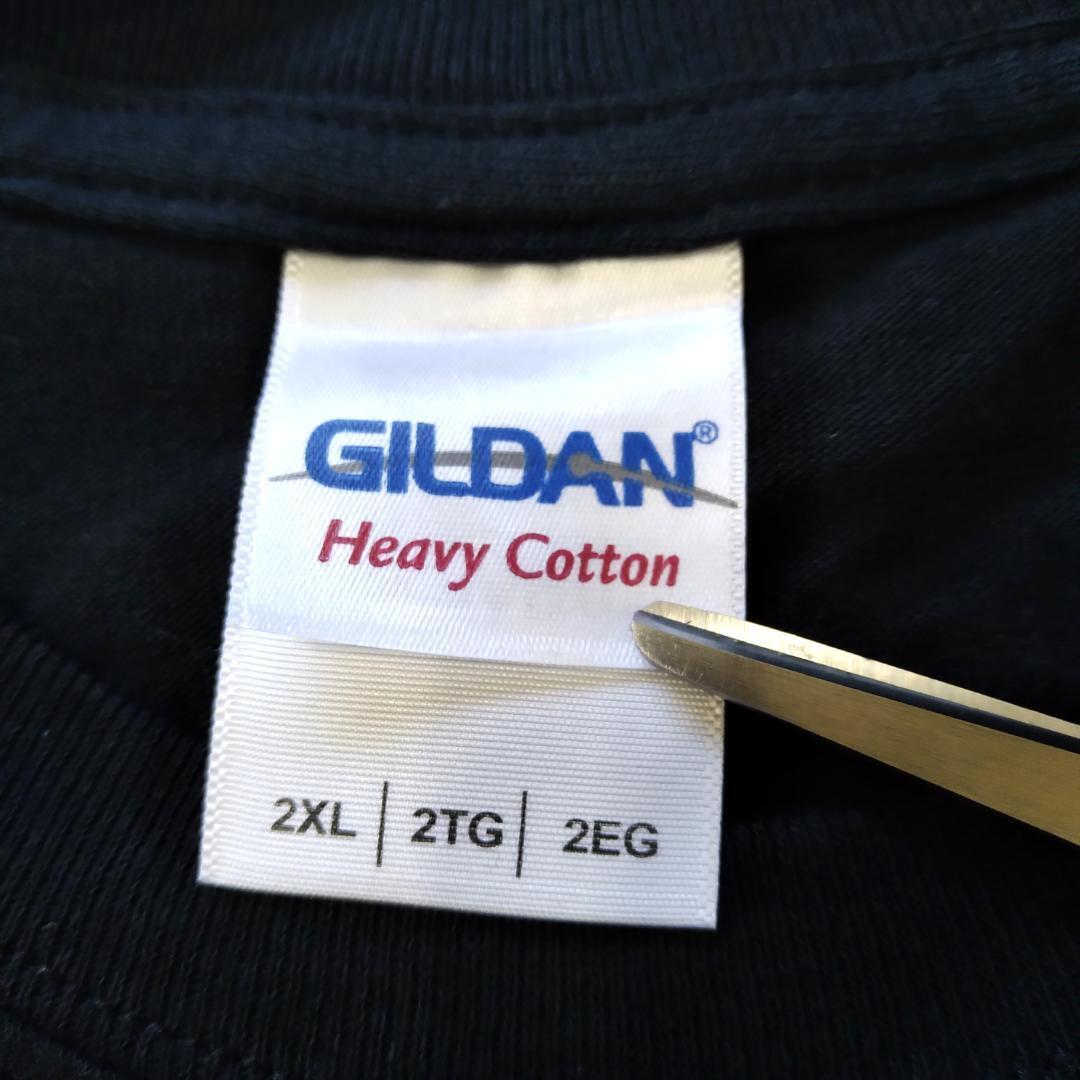 GILDAN®
Heavy Cotton
2XL | 2TG | 2EG